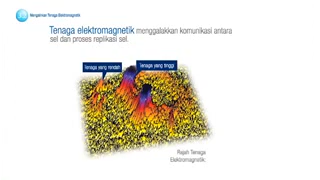 Mengalirkan Tenaga Elektromagnetik
Tenaga elektromagnetik menggalakkan komunikasi antara
sel dan proses replikasi sel.
Tenaga yang rendah
Tenaga yang tinggi
Rajah Tenaga
Elektromagnetik.